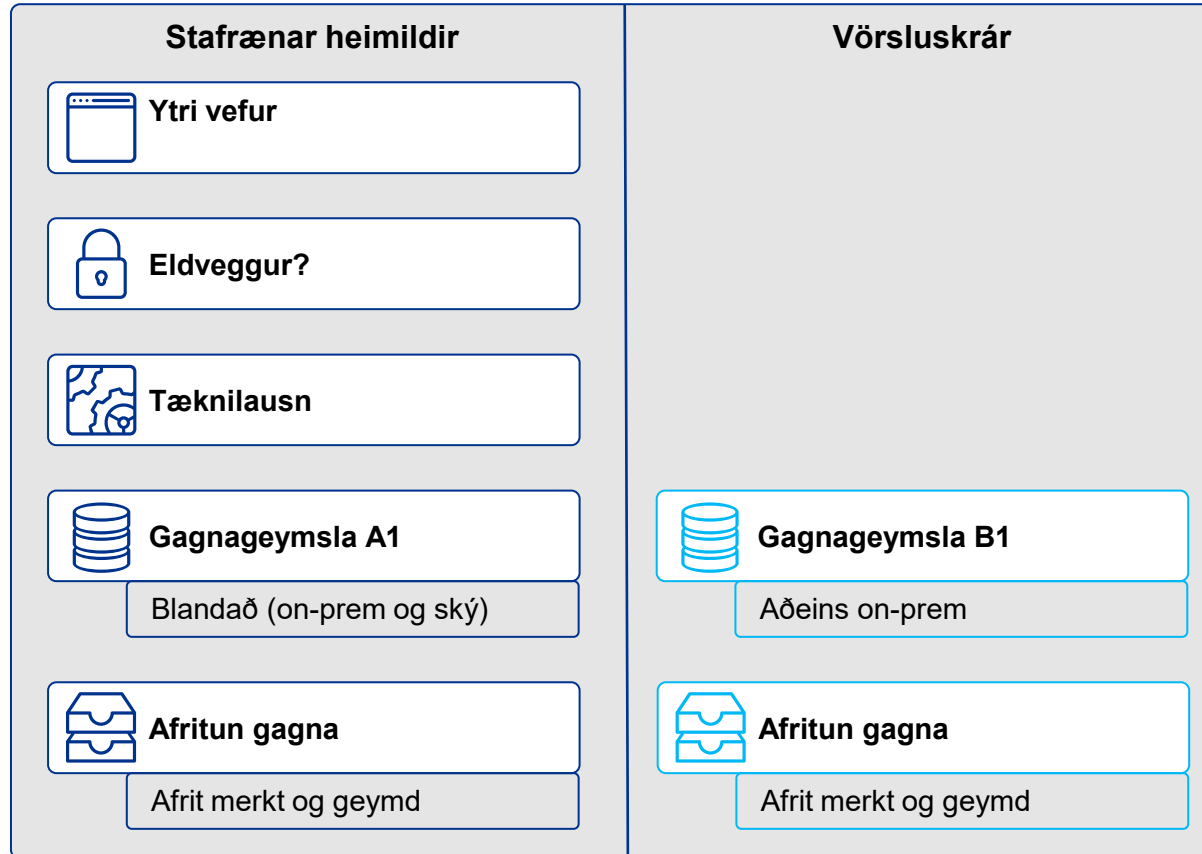 Stafrænar heimildir
Ytri vefur
Eldveggur?
Tæknilausn
Gagnageymsla A1
Blandað (on-prem og ský)
Afritun gagna
Afrit merkt og geymd
Vörsluskrár
Gagnageymsla B1
Aðeins on-prem
Afritun gagna
Afrit merkt og geymd